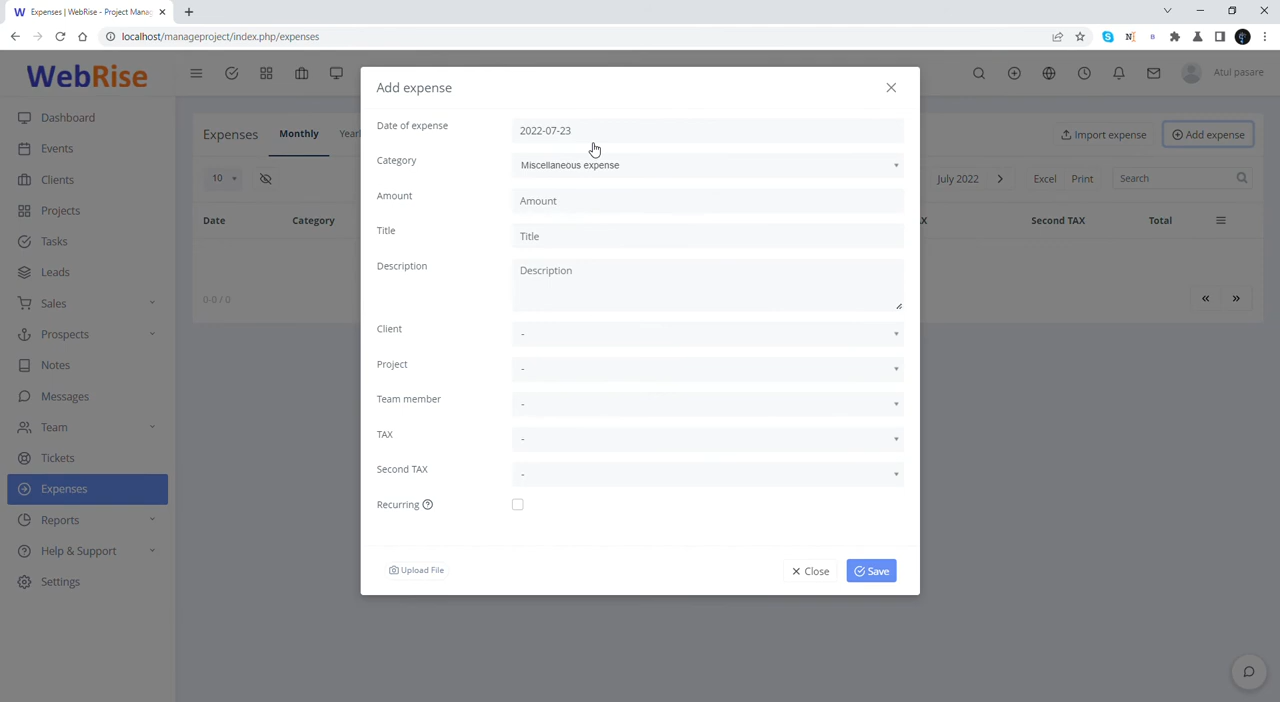 Expenses | WebRise - Project Mana
localhost/manageproject/index.php/expenses
WebRise
Atul pasare
Dashboard
Events
Clients
Projects
Tasks
Leads
Sales
Prospects
Notes
Messages
Team
Tickets
Expenses
Reports
Help & Support
Settings
Expenses
Monthly
Import expense
Add expense
10
July 2022
Excel
Print
Search
Date
Category
Second TAX
Total
0-0 / 0
Add expense
Date of expense
2022-07-23
Category
Miscellaneous expense
Amount
Amount
Title
Title
Description
Description
Client
-
Project
-
Team member
-
TAX
-
Second TAX
-
Recurring
Upload File
Close
Save